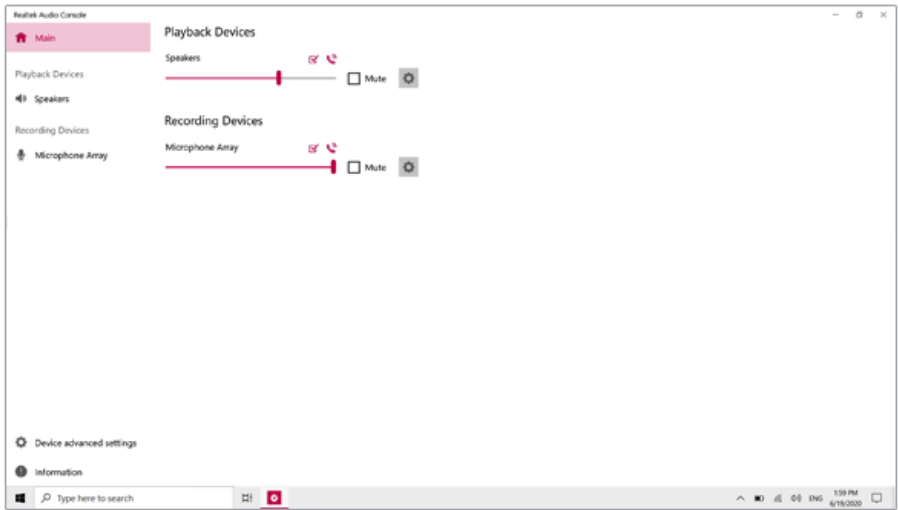 Realtek Audio Console
Main
Playback Devices
Speakers
Recording Devices
Microphone Array
Device advanced settings
Information
Playback Devices
Speakers
Mute
Recording Devices
Microphone Array
Mute
Type here to search
ENG
1:59 PM
6/19/2020